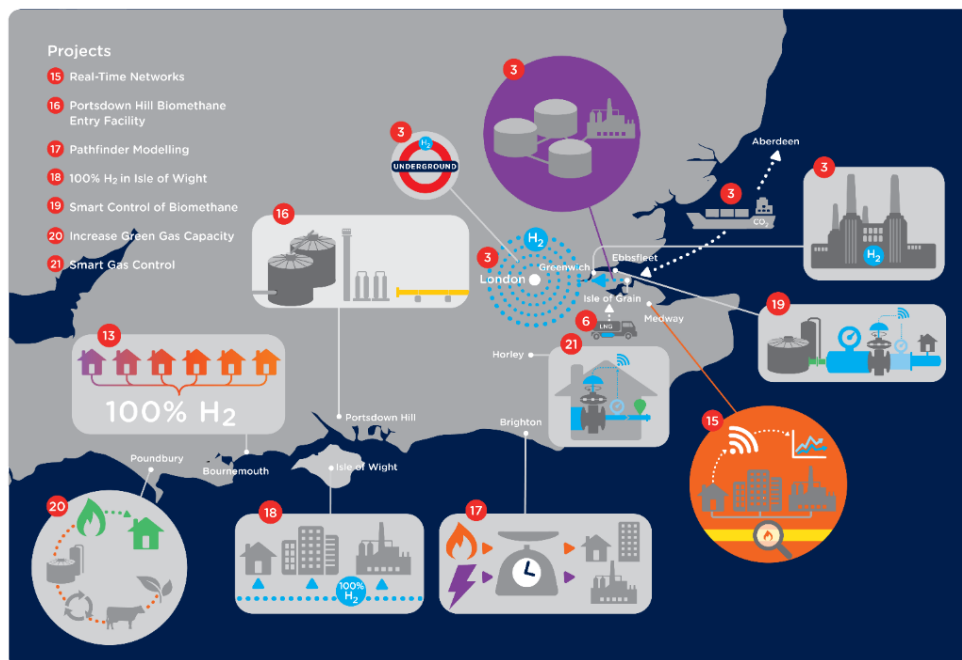 Projects
15 Real-Time Networks
16 Portsdown Hill Biomethane
Entry Facility
17 Pathfinder Modelling
18 100% H2 in Isle of Wight
19 Smart Control of Biomethane
20 Increase Green Gas Capacity
21 Smart Gas Control
3
3
H2
UNDERGROUND
Aberdeen
3
3
CO2
H2
16
H2
3
London
Greenwich
Ebbsfleet
Isle of Grain
Medway
6
LNG
19
13
100% H2
Horley
21
Portsdown Hill
Brighton
15
Poundbury
Bournemouth
Isle of Wight
20
18
100%
H2
17